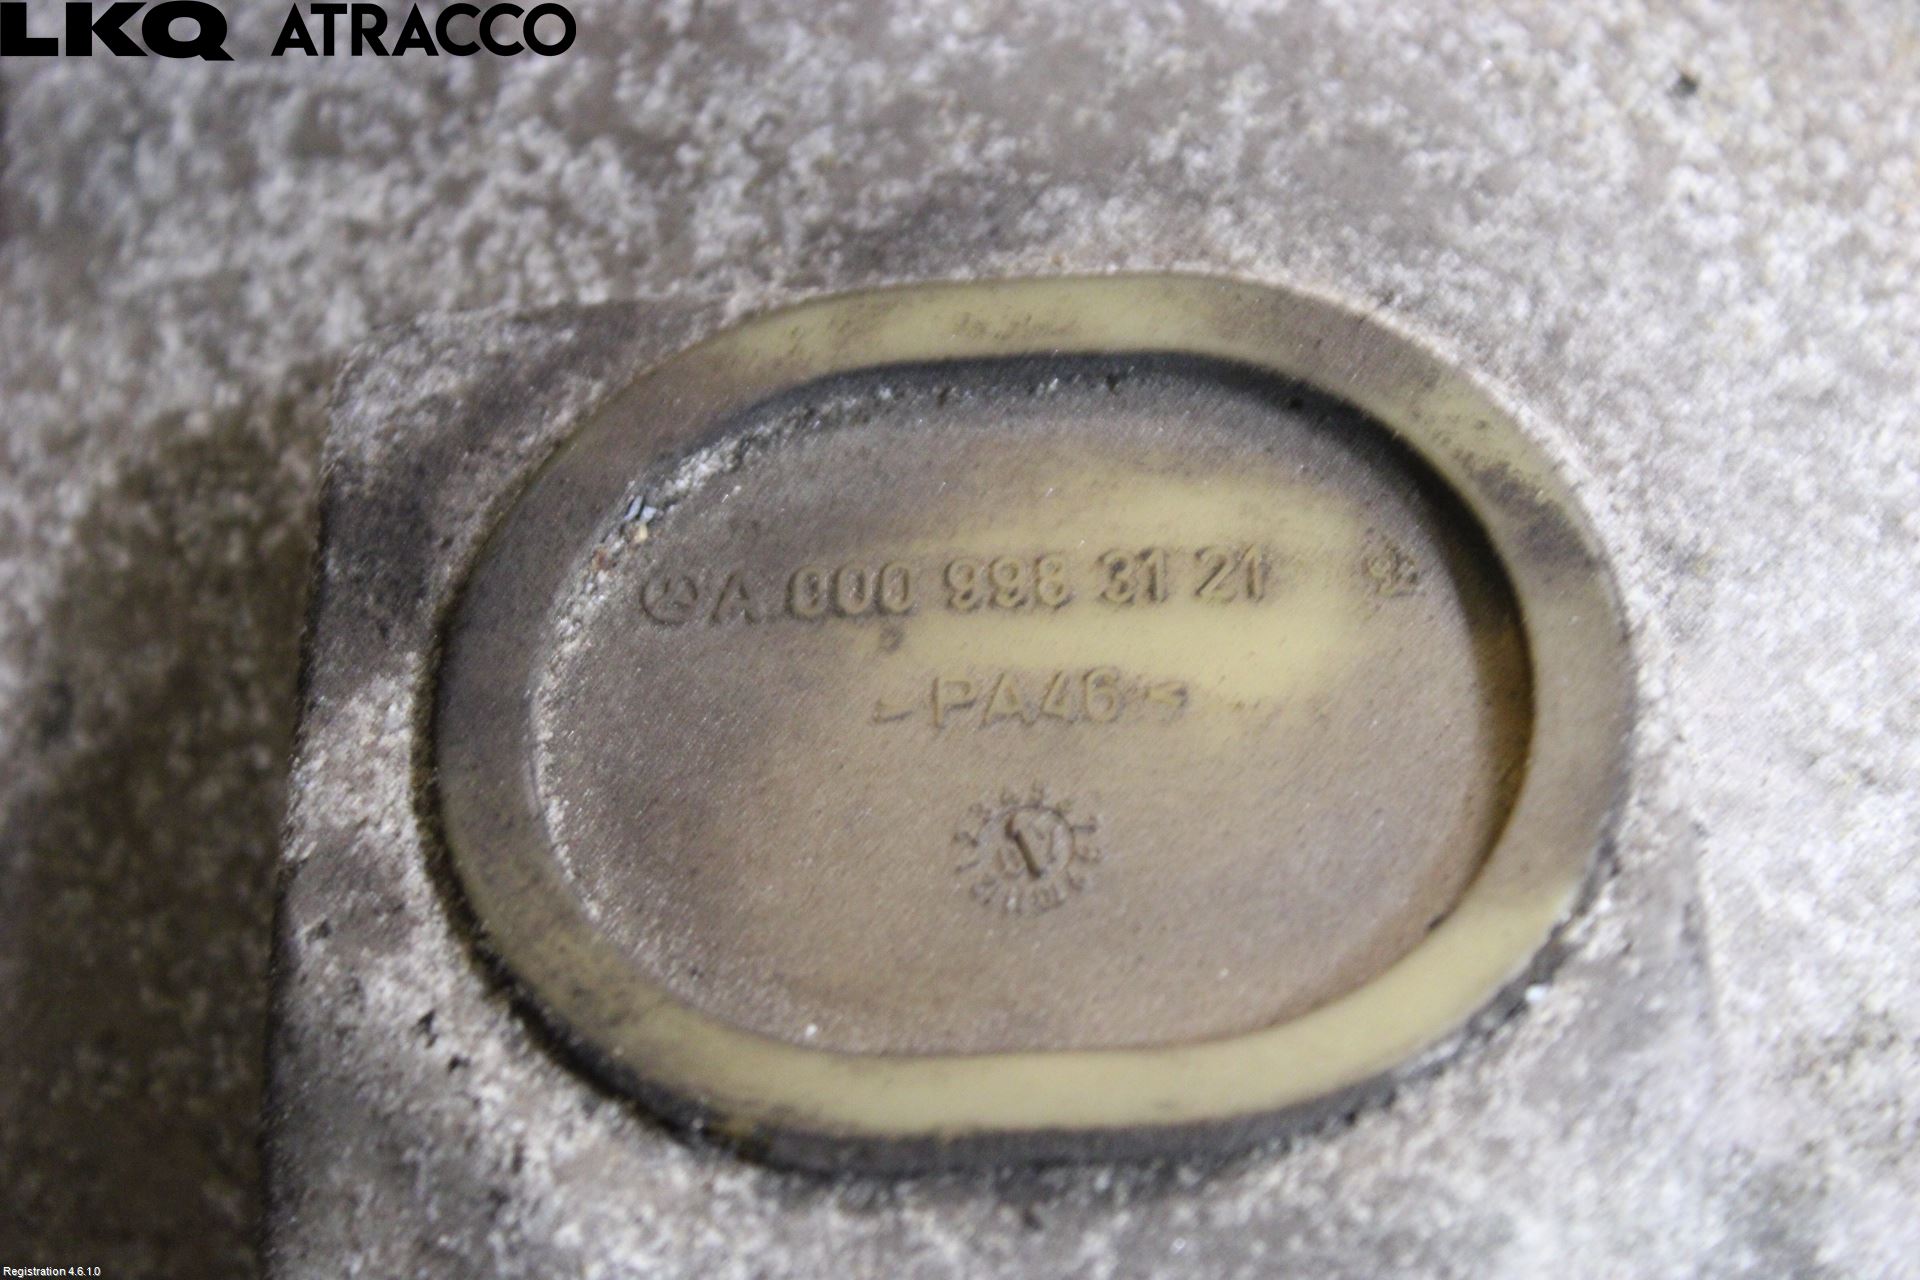 LKQ ATRACCO
A 000 998 31 21
PA46
Registration 4.6.1.0